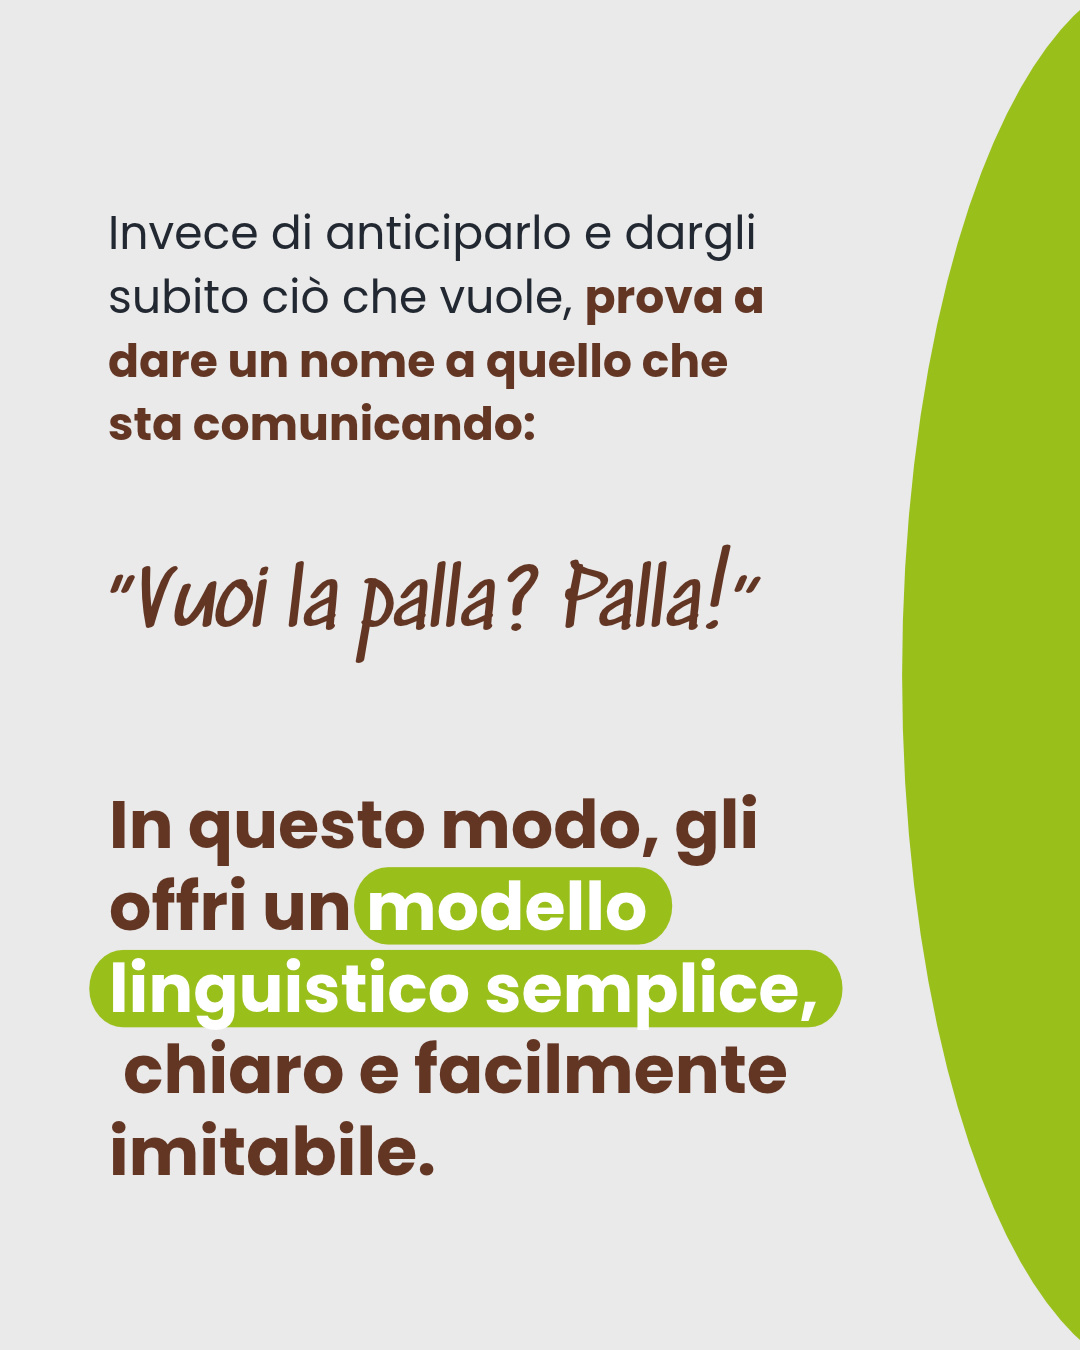 Invece di anticiparlo e dargli
subito ciò che vuole, prova a
dare un nome a quello che
sta comunicando:
"Vuoi la palla? Palla!"
In questo modo, gli
offri un modello
linguistico semplice,
chiaro e facilmente
imitabile.